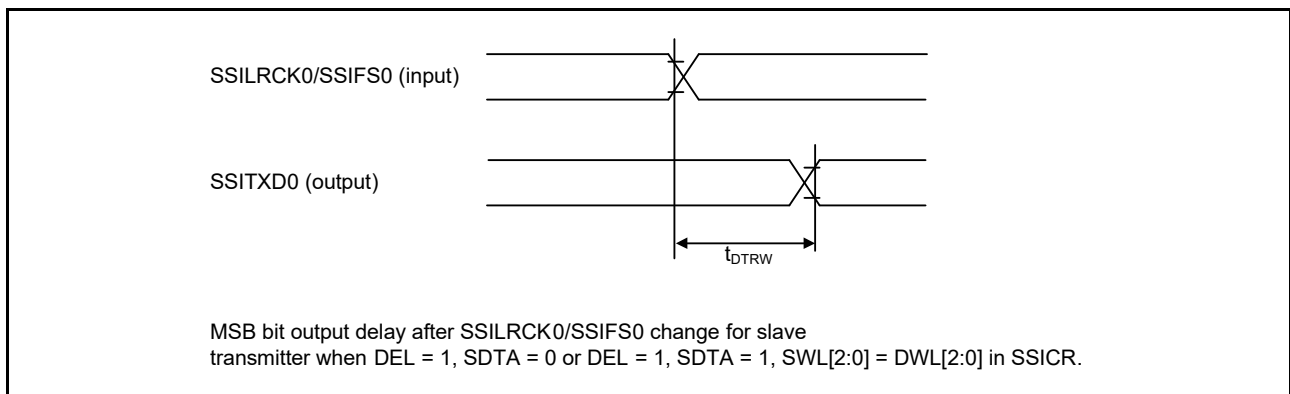 SSILRCK0/SSIFS0 (input)
SSITXD0 (output)
tDTRW
MSB bit output delay after SSILRCK0/SSIFS0 change for slave
transmitter when DEL = 1, SDTA = 0 or DEL = 1, SDTA = 1, SWL[2:0] = DWL[2:0] in SSICR.